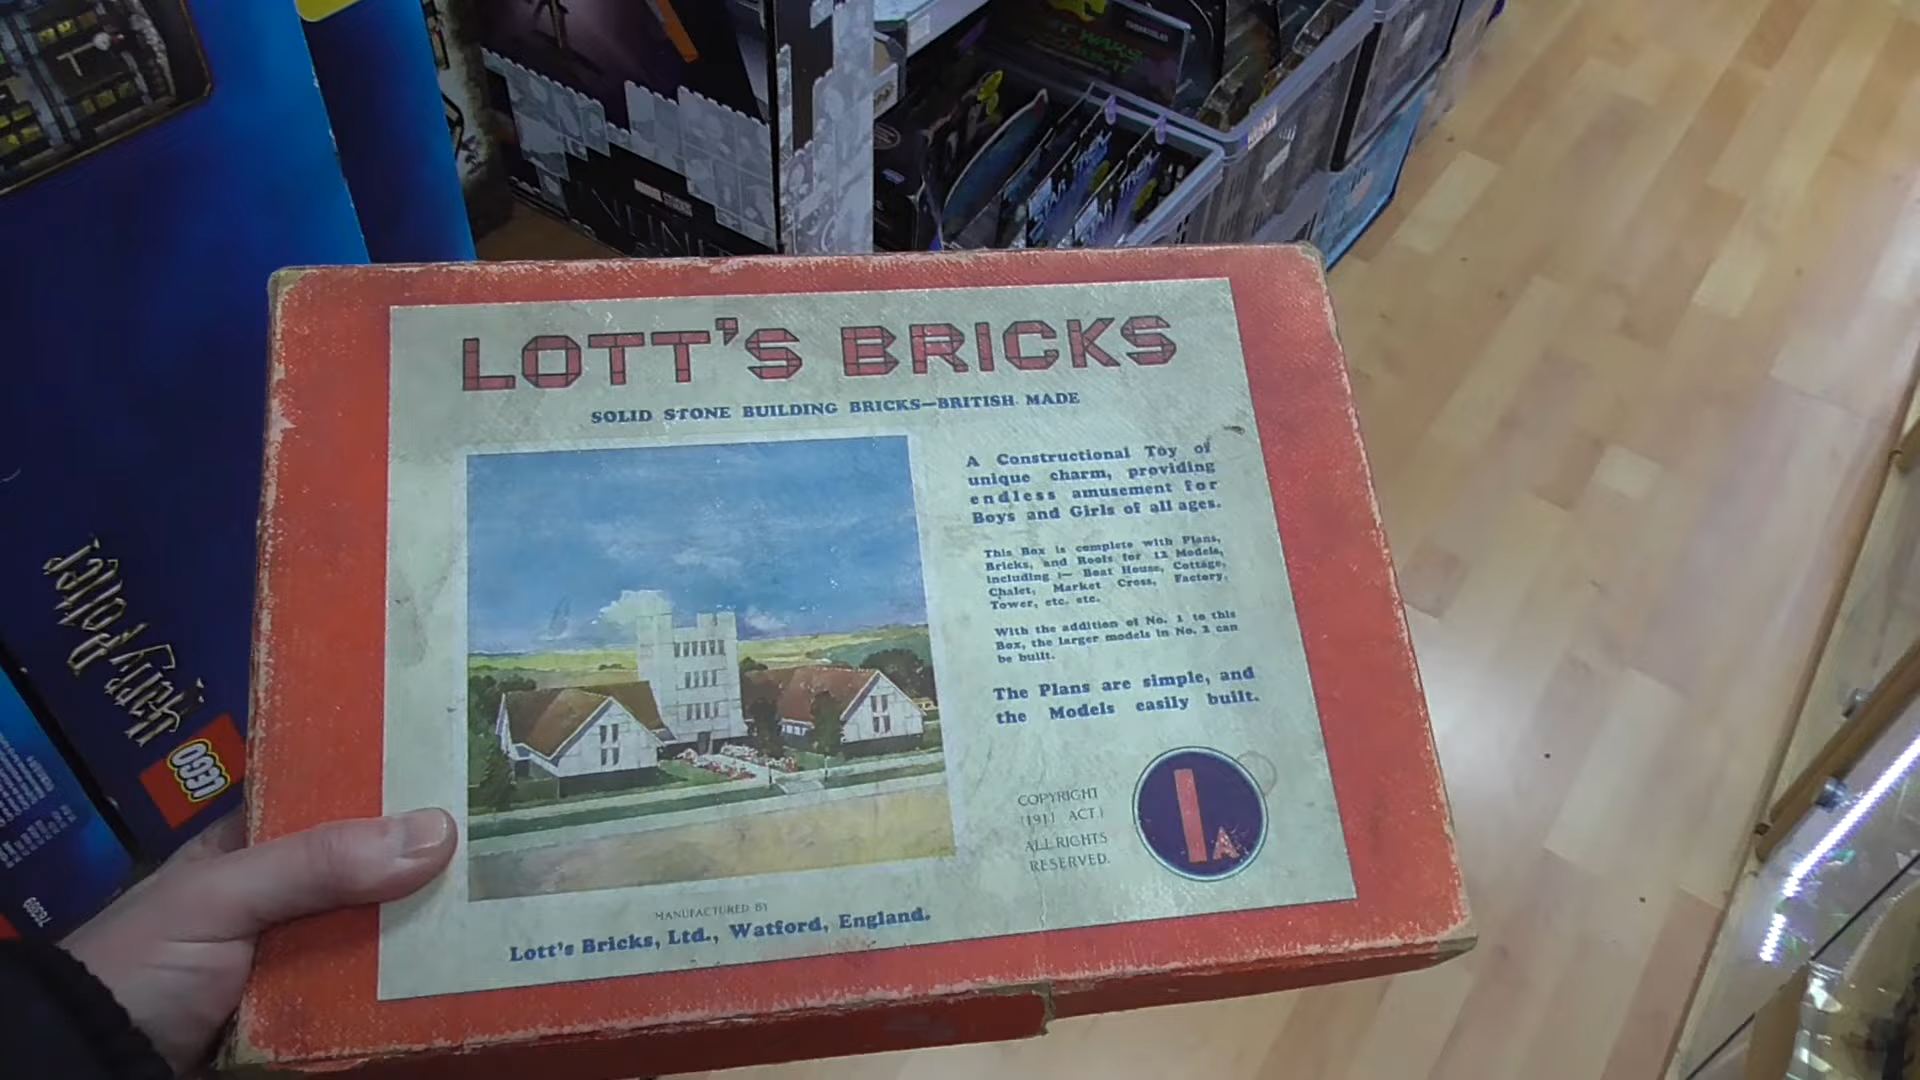 LOTT'S BRICKS
SOLID STONE BUILDING BRICKS—BRITISH MADE
A Constructional Toy of
unique charm, providing
endless amusement for
Boys and Girls of all ages.
This Box is complete with Plans,
Bricks, and Roofs for 12 Models,
including :— Boat House, Cottage,
Chalet, Market Cross, Factory,
Tower, etc. etc.
With the addition of No. 1 to this
Box, the larger models in No. 2 can
be built.
The Plans are simple, and
the Models easily built.
COPYRIGHT
(1911 ACT.)
ALL RIGHTS
RESERVED.
1A
MANUFACTURED BY
Lott's Bricks, Ltd., Watford, England.
Harry Potter
LEGO
76389